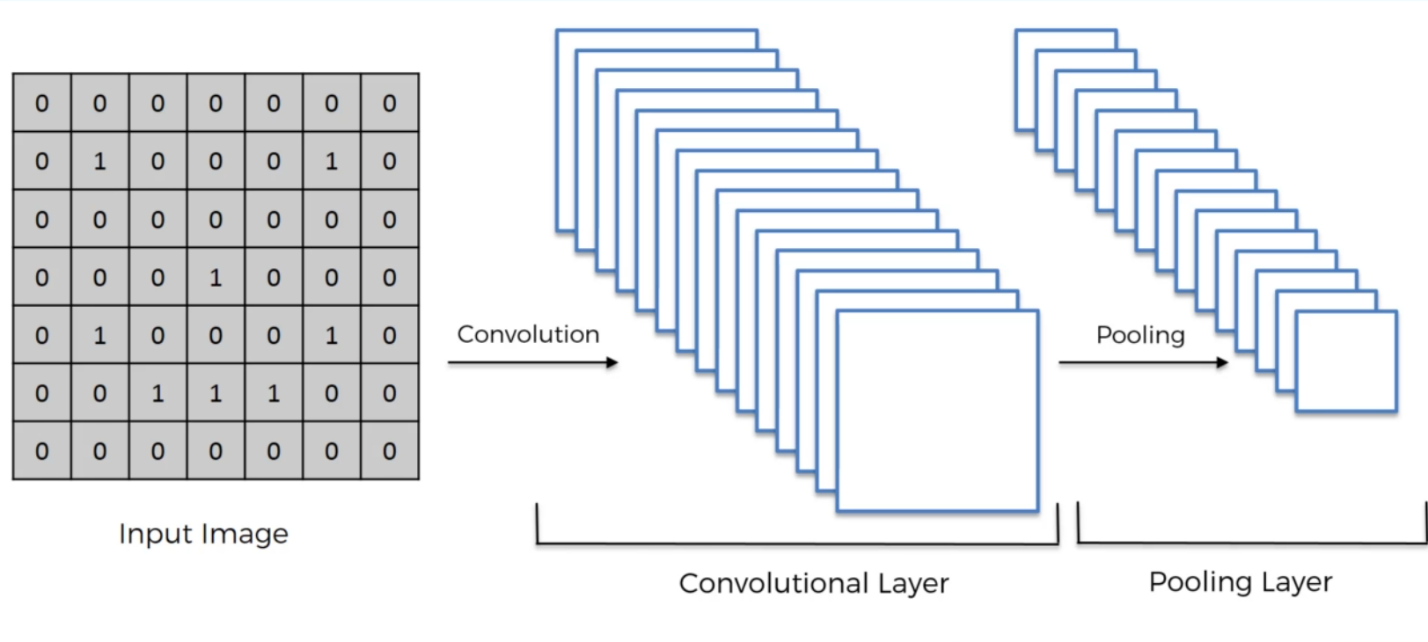 0 0 0 0 0 0 0
0 1 0 0 0 1 0
0 0 0 0 0 0 0
0 0 0 1 0 0 0
0 1 0 0 0 1 0
0 0 1 1 1 0 0
0 0 0 0 0 0 0
Convolution
Pooling
Input Image
Convolutional Layer
Pooling Layer